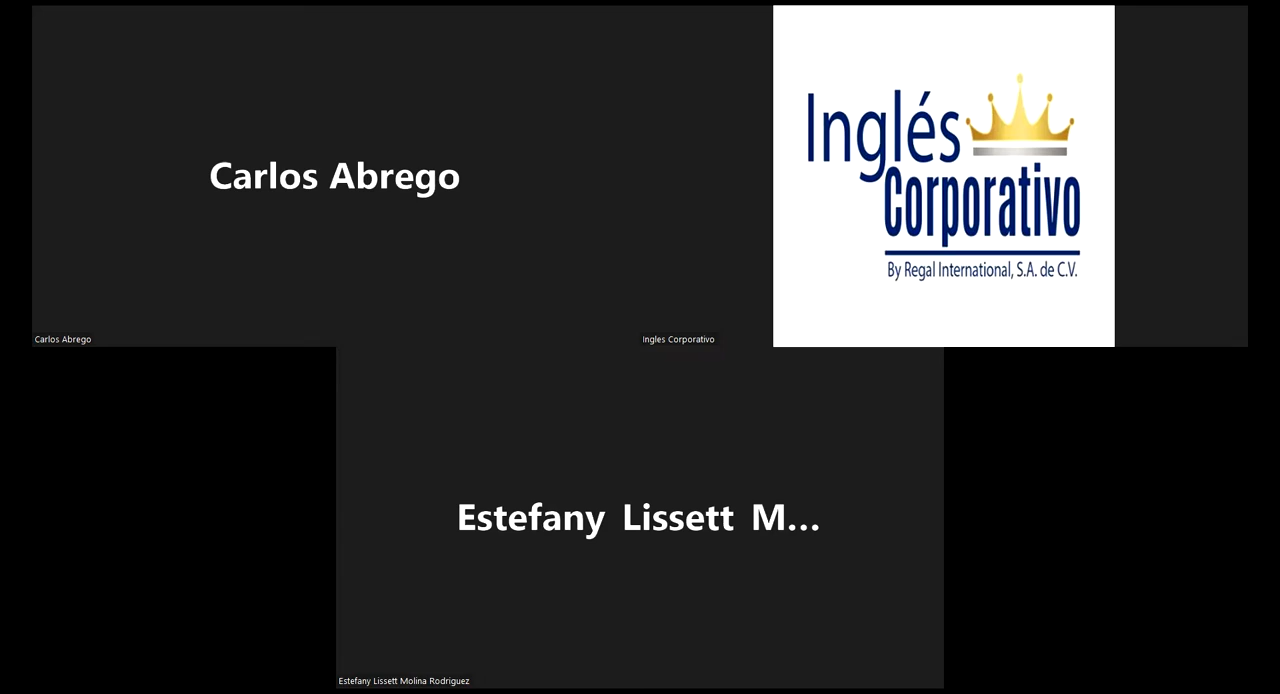 Carlos Abrego
Carlos Abrego
Inglés
Corporativo
By Regal International, S.A. de C.V.
Ingles Corporativo
Estefany Lissett M...
Estefany Lissett Molina Rodriguez